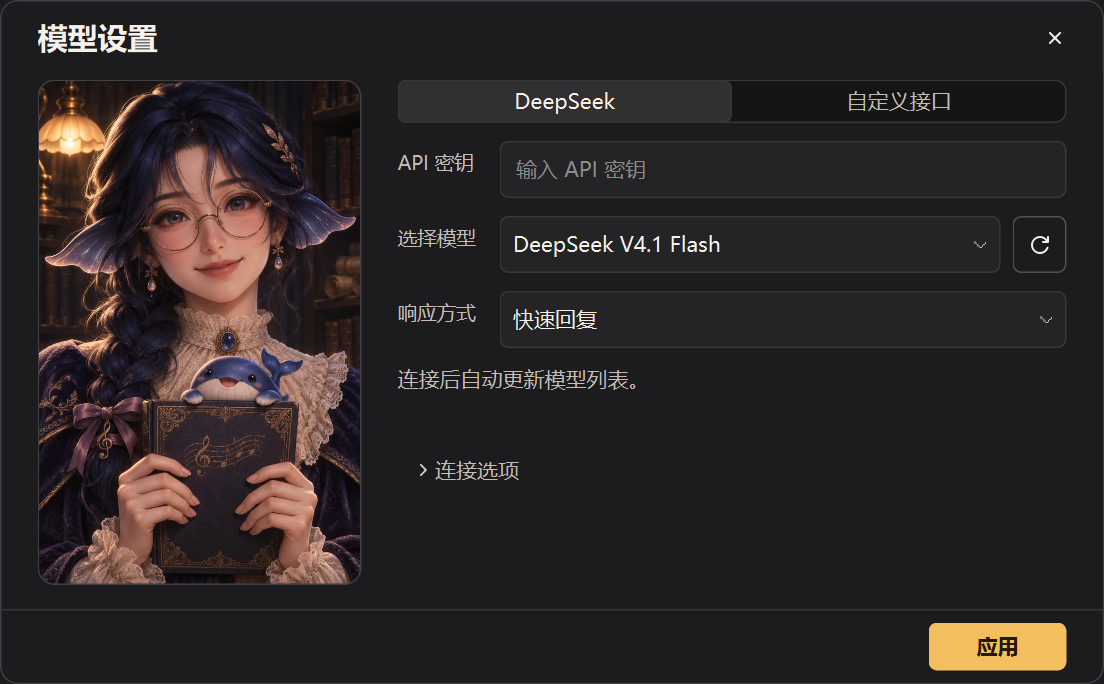 模型设置
DeepSeek
自定义接口
API 密钥
输入 API 密钥
选择模型
DeepSeek V4.1 Flash
响应方式
快速回复
连接后自动更新模型列表。
连接选项
应用